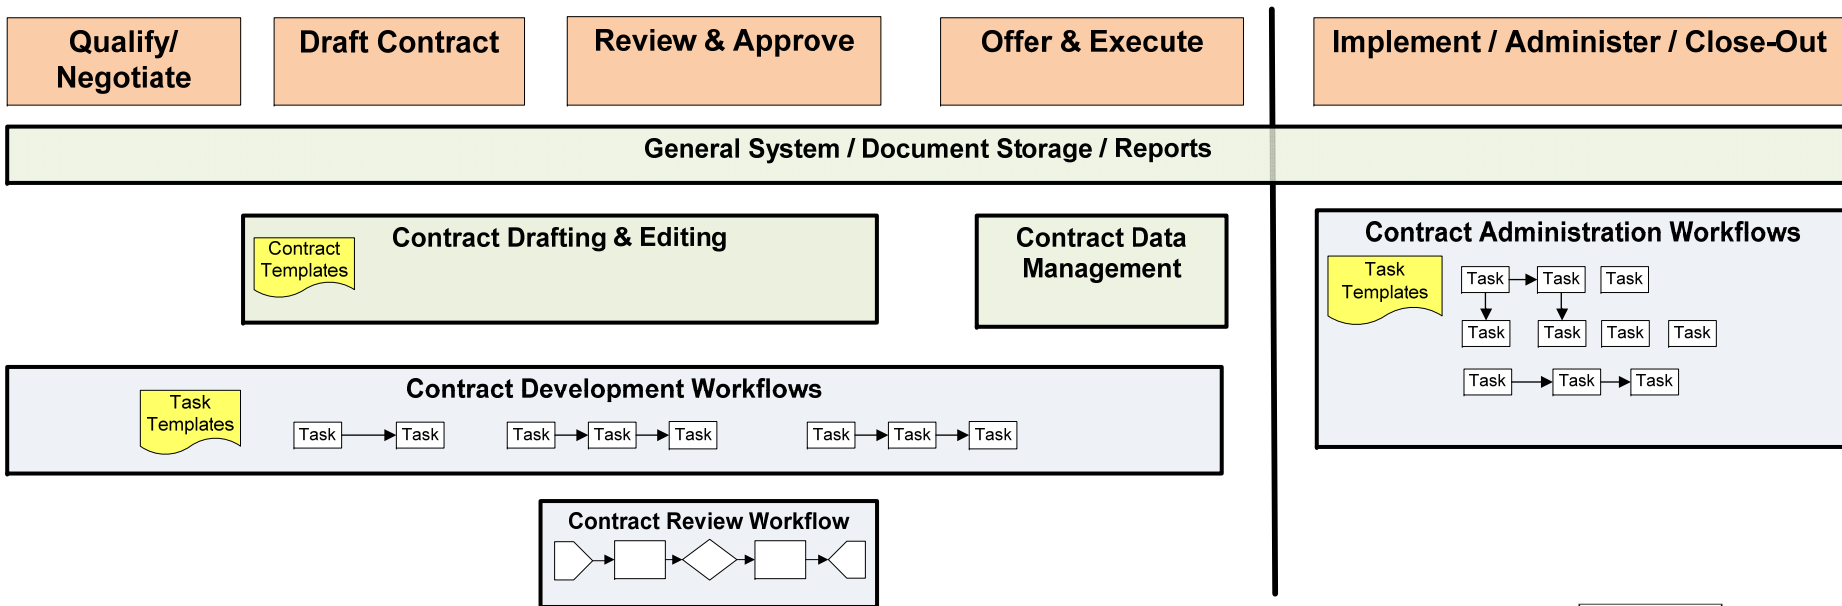 Qualify/
Negotiate
Draft Contract
Review & Approve
Offer & Execute
Implement / Administer / Close-Out
General System / Document Storage / Reports
Contract
Templates
Contract Drafting & Editing
Contract Data
Management
Contract Administration Workflows
Task
Templates
Task Task Task
Task Task Task Task
Task Task Task
Contract Development Workflows
Task
Templates
Task Task Task Task Task Task Task Task
Contract Review Workflow